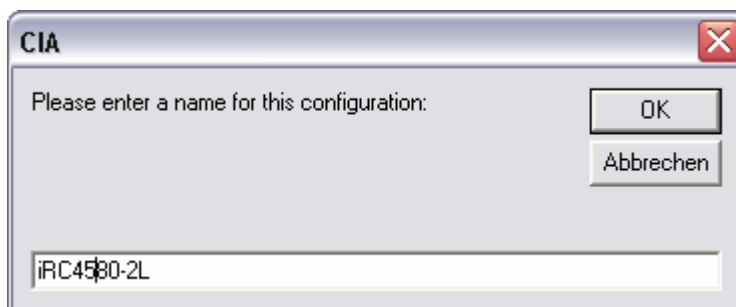 CIA
Please enter a name for this configuration:
OK
Abbrechen
iRC4580-2L